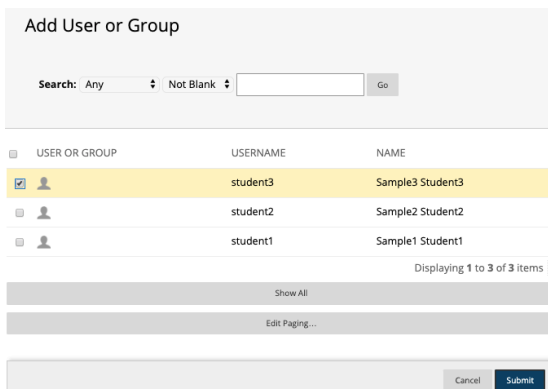 Add User or Group
Search: Any Not Blank Go
USER OR GROUP USERNAME NAME
student3 Sample3 Student3
student2 Sample2 Student2
student1 Sample1 Student1
Displaying 1 to 3 of 3 items
Show All
Edit Paging...
Cancel Submit